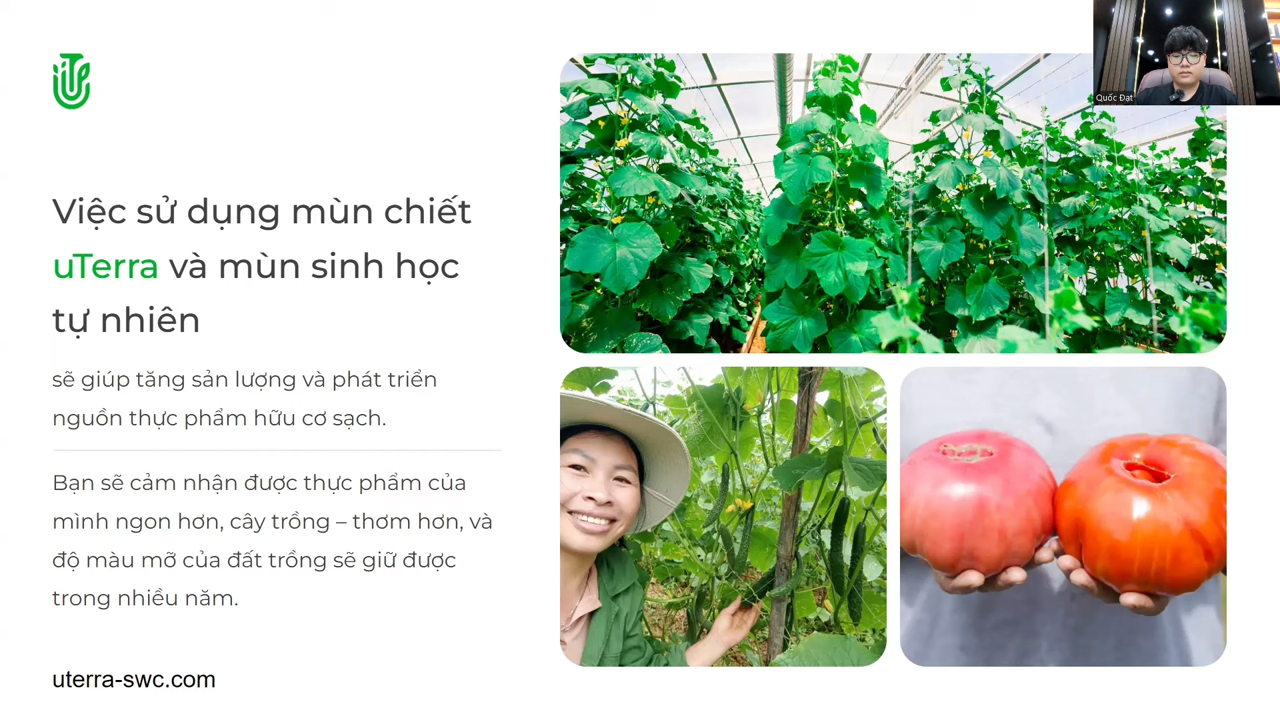 Quốc Đạt
Việc sử dụng mùn chiết
uTerra và mùn sinh học
tự nhiên
sẽ giúp tăng sản lượng và phát triển
nguồn thực phẩm hữu cơ sạch.
Bạn sẽ cảm nhận được thực phẩm của
mình ngon hơn, cây trồng – thơm hơn, và
độ màu mỡ của đất trồng sẽ giữ được
trong nhiều năm.
uterra-swc.com